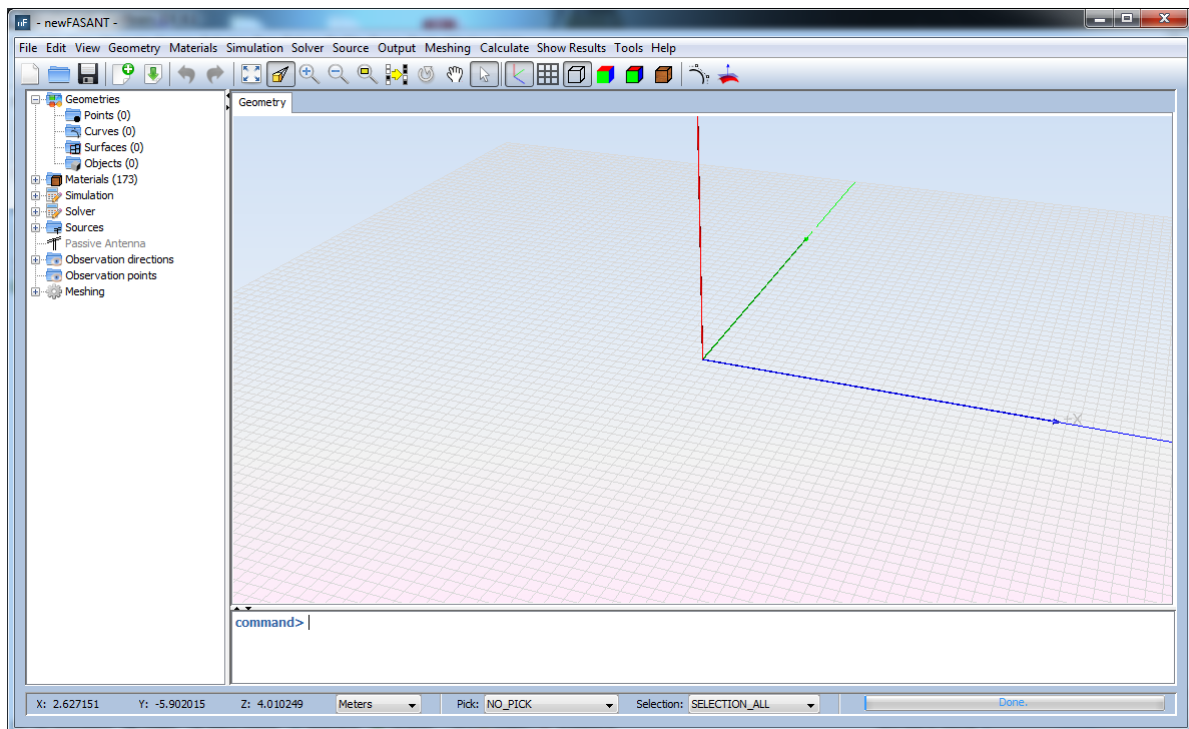 nF - newFASANT -
File Edit View Geometry Materials Simulation Solver Source Output Meshing Calculate Show Results Tools Help
Geometries
Points (0)
Curves (0)
Surfaces (0)
Objects (0)
Materials (173)
Simulation
Solver
Sources
Passive Antenna
Observation directions
Observation points
Meshing
Geometry
+X
command>
X: 2.627151 Y: -5.902015 Z: 4.010249 Meters Pick: NO_PICK Selection: SELECTION_ALL Done.